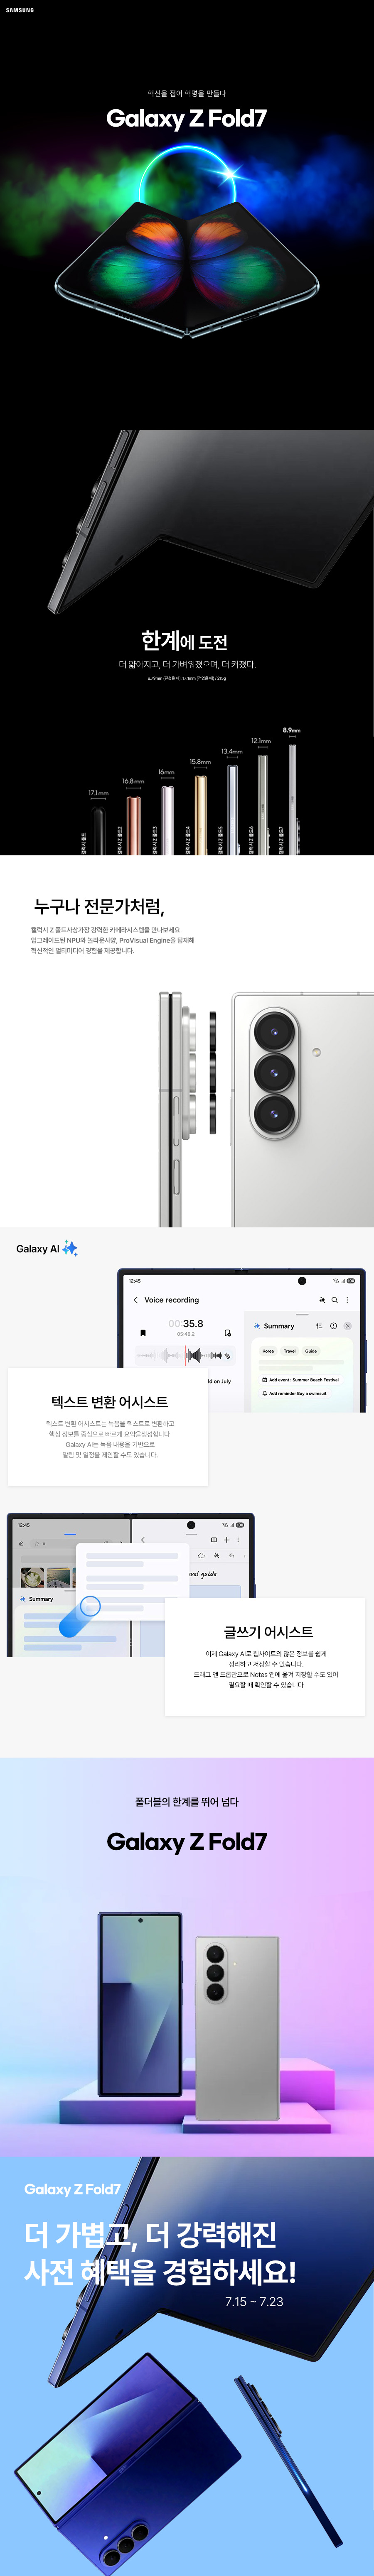 SAMSUNG
혁신을 접어 혁명을 만들다
Galaxy Z Fold7
한계에 도전
더 얇아지고, 더 가벼워졌으며, 더 커졌다.
17.1mm
16.8mm
16mm
15.8mm
13.4mm
12.1mm
8.9mm
갤럭시 Z 폴드2
갤럭시 Z 폴드3
갤럭시 Z 폴드4
갤럭시 Z 폴드5
갤럭시 Z 폴드6
갤럭시 Z 폴드7
누구나 전문가처럼,
갤럭시 Z 폴드사상가장 강력한 카메라시스템을 만나보세요
업그레이드된 NPU와 놀라운사양, ProVisual Engine을 탑재해
혁신적인 멀티미디어 경험을 제공합니다.
Galaxy AI
12:45
Voice recording
00:35.8
05:46.2
Summary
Korea
Travel
Guide
ld on July
Add event : Summer Beach Festival
Add reminder Buy a swimsuit
텍스트 변환 어시스트
텍스트 변환 어시스트는 녹음을 텍스트로 변환하고
핵심 정보를 중심으로 빠르게 요약을생성합니다
Galaxy AI는 녹음 내용을 기반으로
알림 및 일정을 제안할 수도 있습니다.
12:45
Summary
vel guide
글쓰기 어시스트
이제 Galaxy AI로 웹사이트의 많은 정보를 쉽게
정리하고 저장할 수 있습니다.
드래그 앤 드롭만으로 Notes 앱에 옮겨 저장할 수도 있어
필요할 때 확인할 수 있습니다
폴더블의 한계를 뛰어 넘다
Galaxy Z Fold7
Galaxy Z Fold7
더 가볍고, 더 강력해진
사전 혜택을 경험하세요!
7.15 ~ 7.23